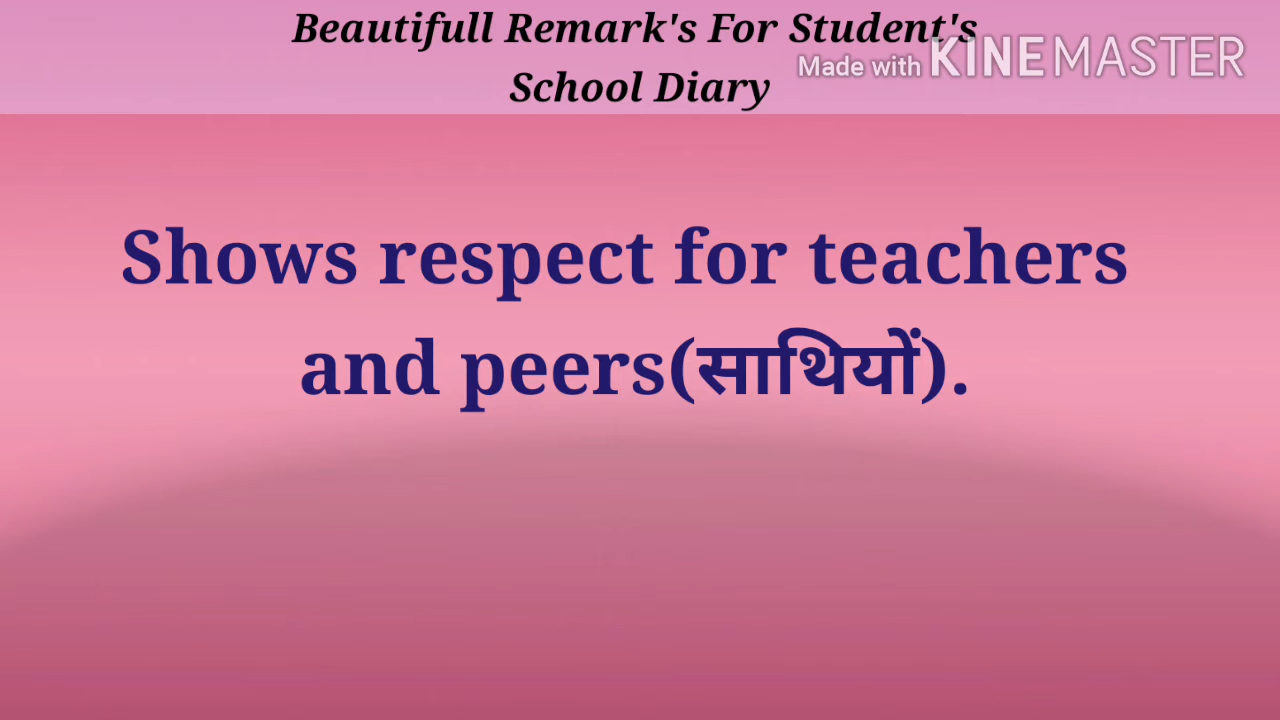 Beautifull Remark's For Student's
Made with KINEMASTER
School Diary
Shows respect for teachers
and peers(साथियों).